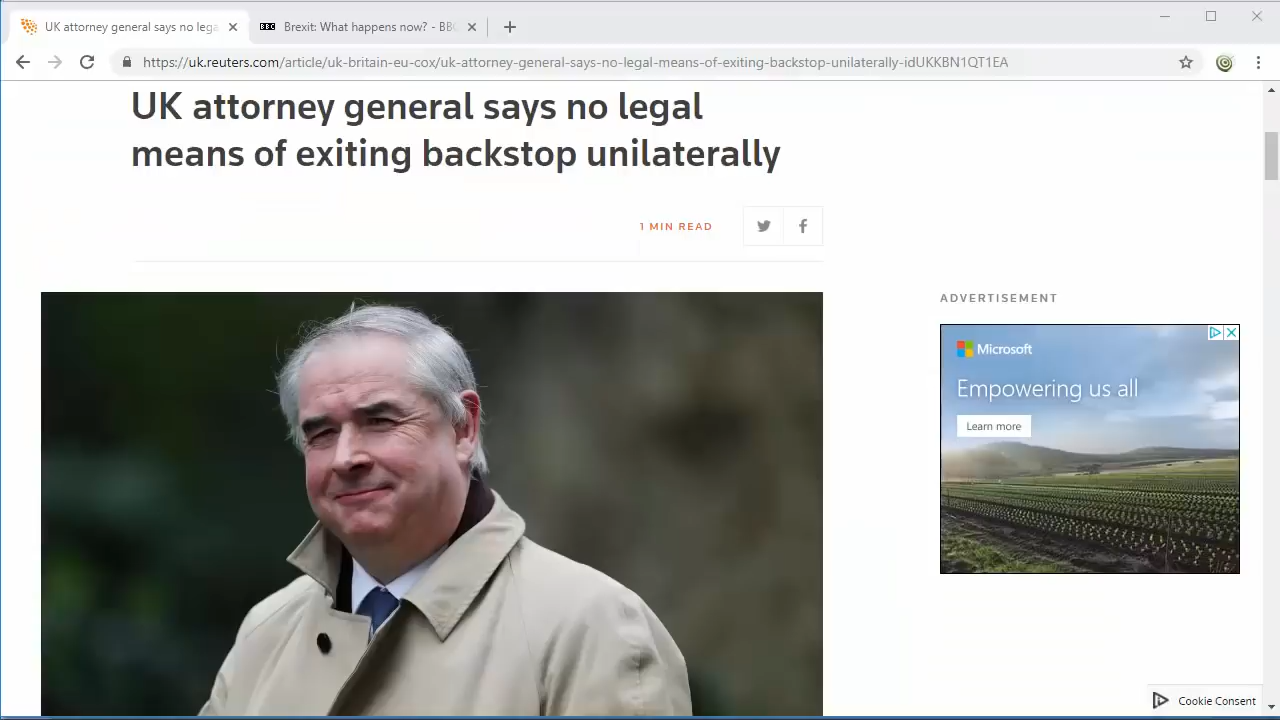 UK attorney general says no lega
Brexit: What happens now? - BBC
https://uk.reuters.com/article/uk-britain-eu-cox/uk-attorney-general-says-no-legal-means-of-exiting-backstop-unilaterally-idUKKBN1QT1EA
UK attorney general says no legal
means of exiting backstop unilaterally
1 MIN READ
ADVERTISEMENT
Microsoft
Empowering us all
Learn more
Cookie Consent